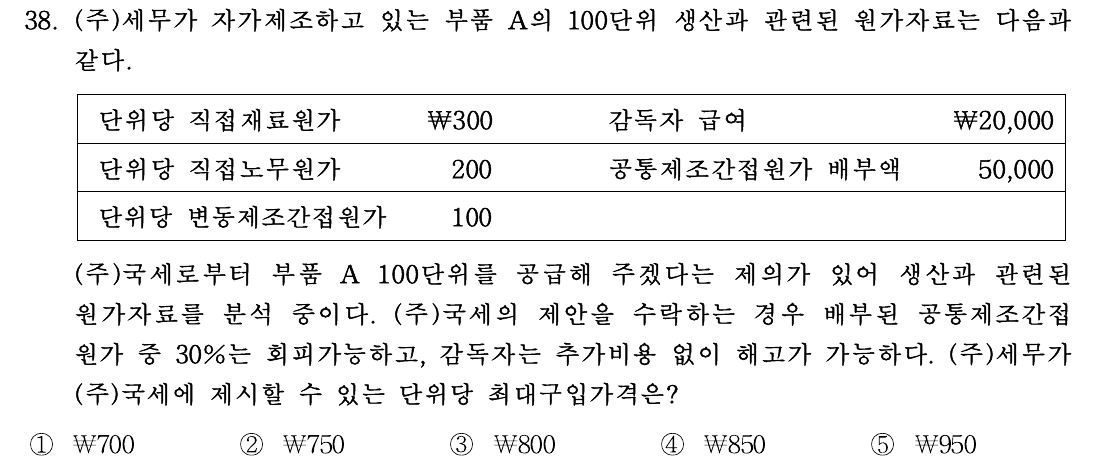 38. (주)세무가 자가제조하고 있는 부품 A의 100단위 생산과 관련된 원가자료는 다음과
같다.
단위당 직접재료원가 ₩300 감독자 급여 ₩20,000
단위당 직접노무원가 200 공통제조간접원가 배부액 50,000
단위당 변동제조간접원가 100
(주)국세로부터 부품 A 100단위를 공급해 주겠다는 제의가 있어 생산과 관련된
원가자료를 분석 중이다. (주)국세의 제안을 수락하는 경우 배부된 공통제조간접
원가 중 30%는 회피가능하고, 감독자는 추가비용 없이 해고가 가능하다. (주)세무가
(주)국세에 제시할 수 있는 단위당 최대구입가격은?
① ₩700 ② ₩750 ③ ₩800 ④ ₩850 ⑤ ₩950